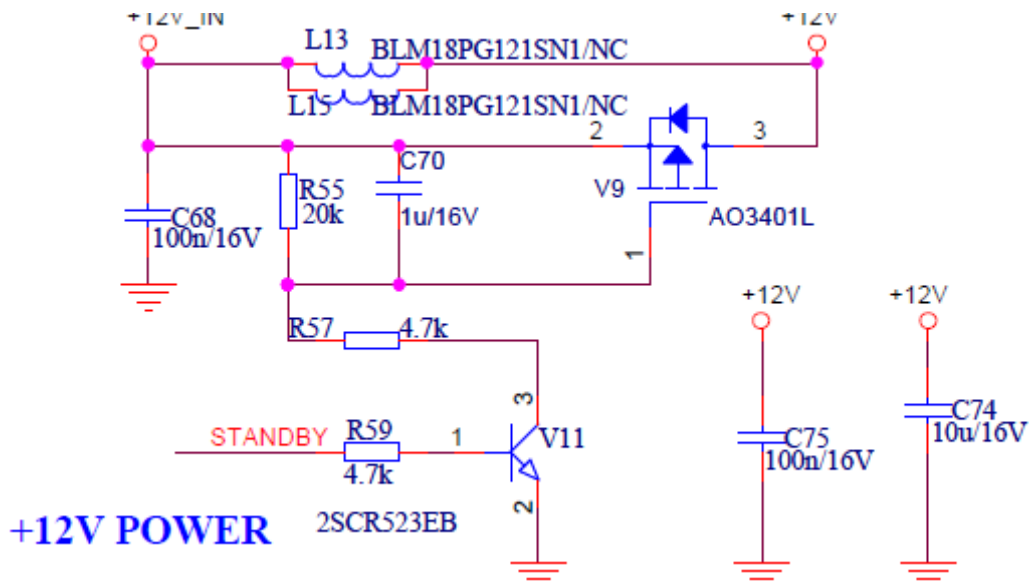 +12V_IN
+12V
L13
BLM18PG121SN1/NC
L15
BLM18PG121SN1/NC
2
3
C70
R55
20k
1u/16V
V9
AO3401L
C68
100n/16V
1
+12V
+12V
R57
4.7k
3
C74
10u/16V
STANDBY
R59
1
V11
C75
100n/16V
4.7k
2
2SCR523EB
+12V POWER